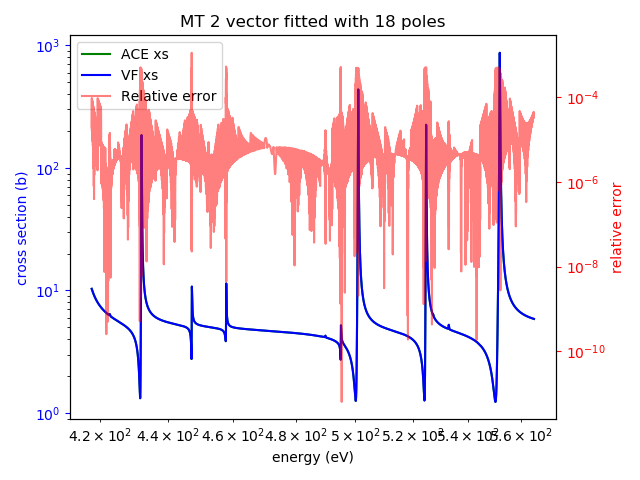 MT 2 vector fitted with 18 poles
ACE xs
VF xs
Relative error
cross section (b)
10³
10²
10¹
10⁰
relative error
10⁻⁴
10⁻⁶
10⁻⁸
10⁻¹⁰
4.2 × 10² 4.4 × 10² 4.6 × 10² 4.8 × 10² 5 × 10² 5.2 × 10² 5.4 × 10² 5.6 × 10²
energy (eV)